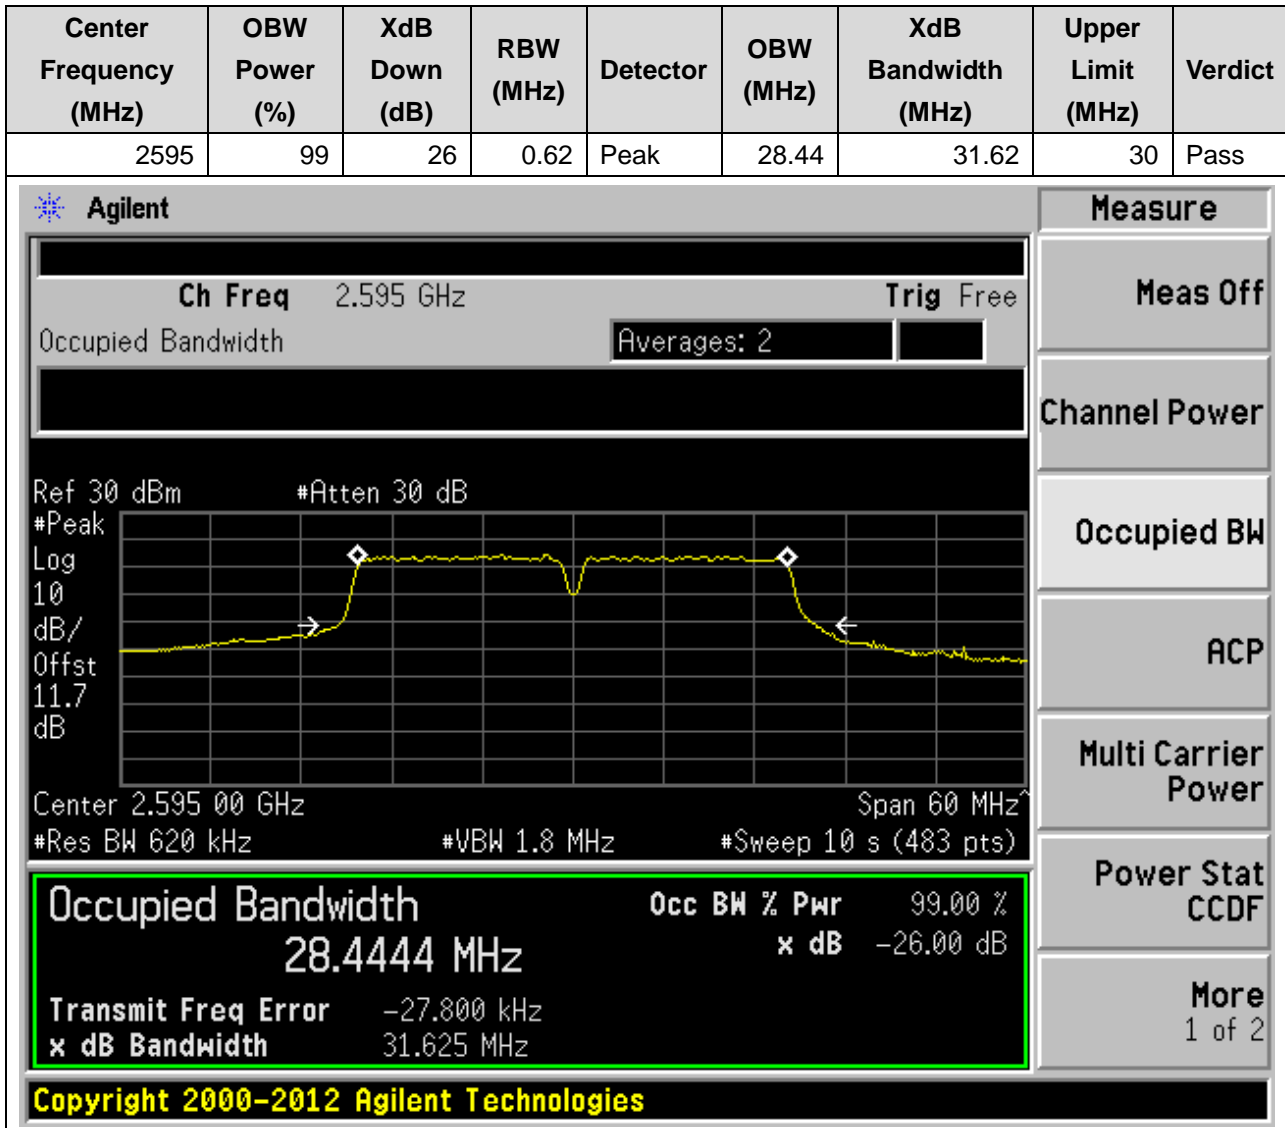 Center Frequency (MHz) OBW Power (%) XdB Down (dB) RBW (MHz) Detector OBW (MHz) XdB Bandwidth (MHz) Upper Limit (MHz) Verdict
2595 99 26 0.62 Peak 28.44 31.62 30 Pass
Agilent
Measure
Ch Freq 2.595 GHz Trig Free
Occupied Bandwidth Averages: 2
Ref 30 dBm #Atten 30 dB
#Peak
Log
10
dB/
Offst
11.7
dB
Center 2.595 00 GHz Span 60 MHz^
#Res BW 620 kHz #VBW 1.8 MHz #Sweep 10 s (483 pts)
Occupied Bandwidth Occ BW % Pwr 99.00 %
28.4444 MHz x dB -26.00 dB
Transmit Freq Error -27.800 kHz
x dB Bandwidth 31.625 MHz
Meas Off
Channel Power
Occupied BW
ACP
Multi Carrier
Power
Power Stat
CCDF
More
1 of 2
Copyright 2000-2012 Agilent Technologies